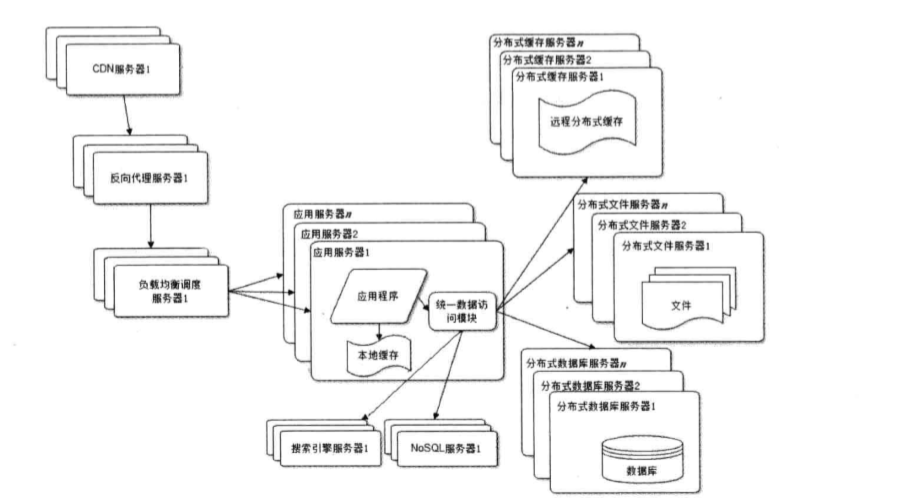 CDN服务器1
反向代理服务器1
负载均衡调度
服务器1
应用服务器n
应用服务器2
应用服务器1
应用程序
统一数据访
问模块
本地缓存
搜索引擎服务器1
NoSQL服务器1
分布式缓存服务器n
分布式缓存服务器2
分布式缓存服务器1
远程分布式缓存
分布式文件服务器n
分布式文件服务器2
分布式文件服务器1
文件
分布式数据库服务器n
分布式数据库服务器2
分布式数据库服务器1
数据库